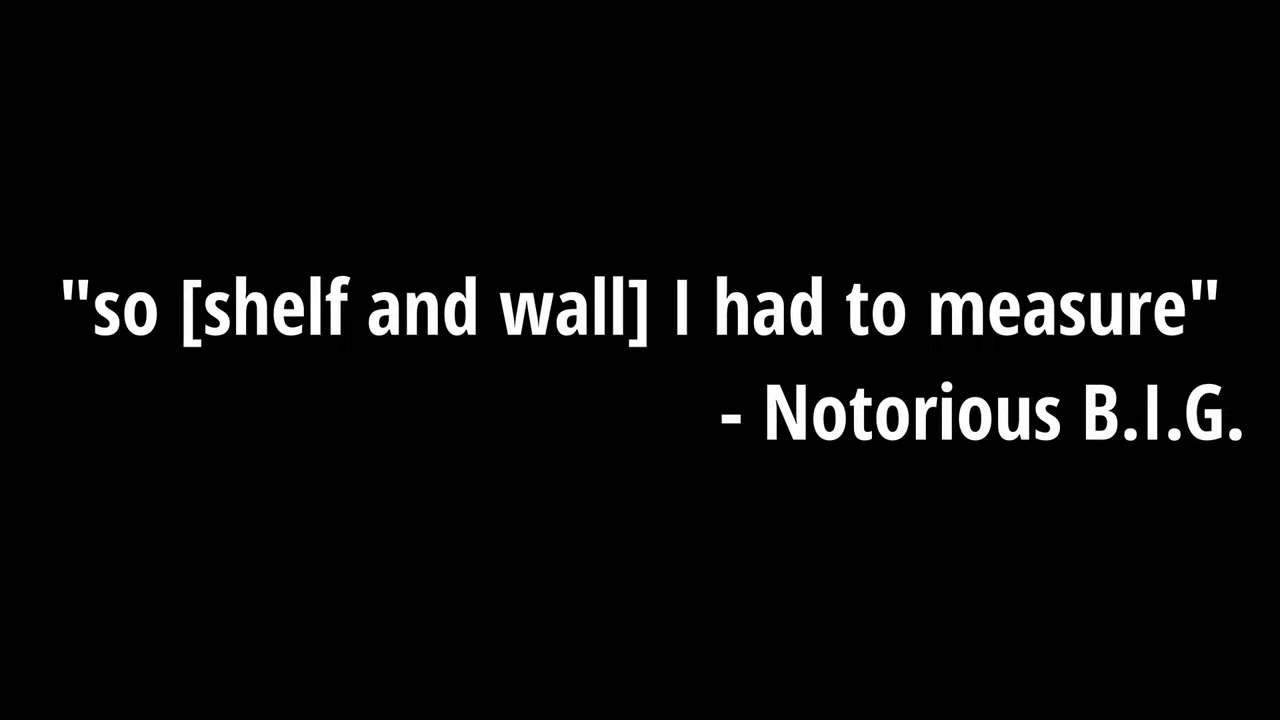 "so [shelf and wall] I had to measure"
- Notorious B.I.G.